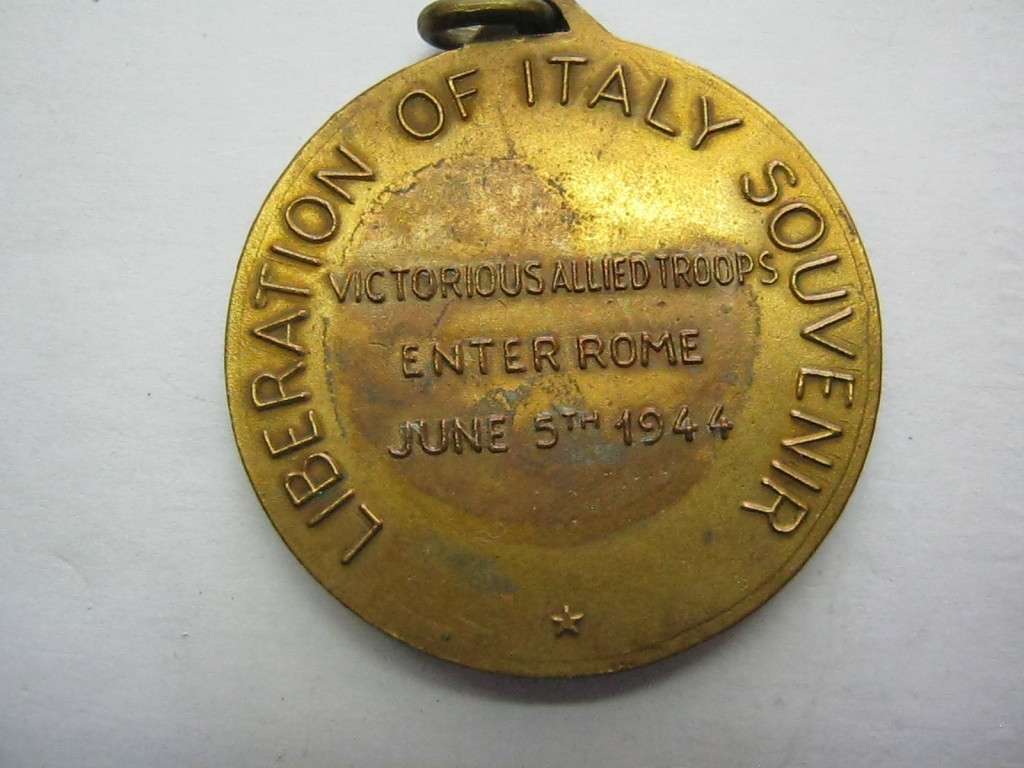 LIBERATION OF ITALY SOUVENIR
VICTORIOUS ALLIED TROOPS
ENTER ROME
JUNE 5TH 1944